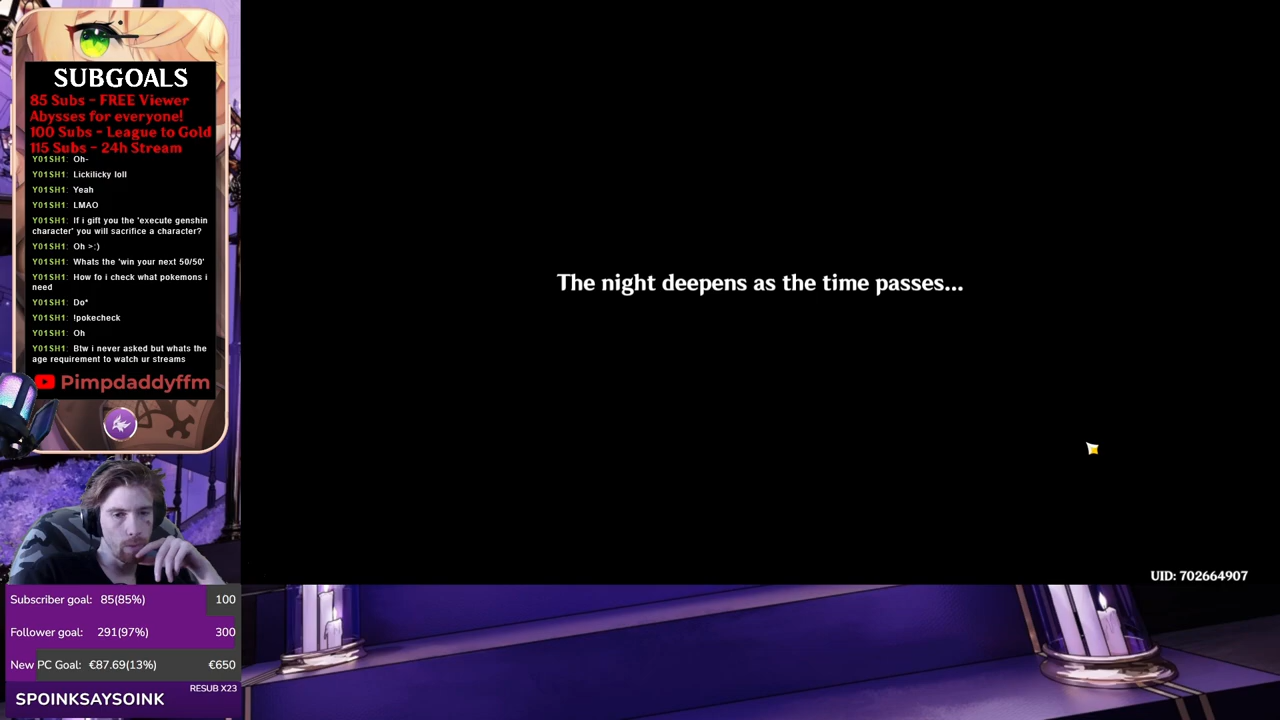 SUBGOALS
85 Subs - FREE Viewer
Abysses for everyone!
100 Subs - League to Gold
115 Subs - 24h Stream
Y01SH1: Oh-
Y01SH1: Lickilicky loll
Y01SH1: Yeah
Y01SH1: LMAO
Y01SH1: If i gift you the 'execute genshin
character' you will sacrifice a character?
Y01SH1: Oh >:)
Y01SH1: Whats the 'win your next 50/50'
Y01SH1: How fo i check what pokemons i
need
Y01SH1: Do*
Y01SH1: !pokecheck
Y01SH1: Oh
Y01SH1: Btw i never asked but whats the
age requirement to watch ur streams
Pimpdaddyffm
The night deepens as the time passes...
UID: 702664907
Subscriber goal: 85(85%) 100
Follower goal: 291(97%) 300
New PC Goal: €87.69(13%) €650
RESUB X23
SPOINKSAYSOINK